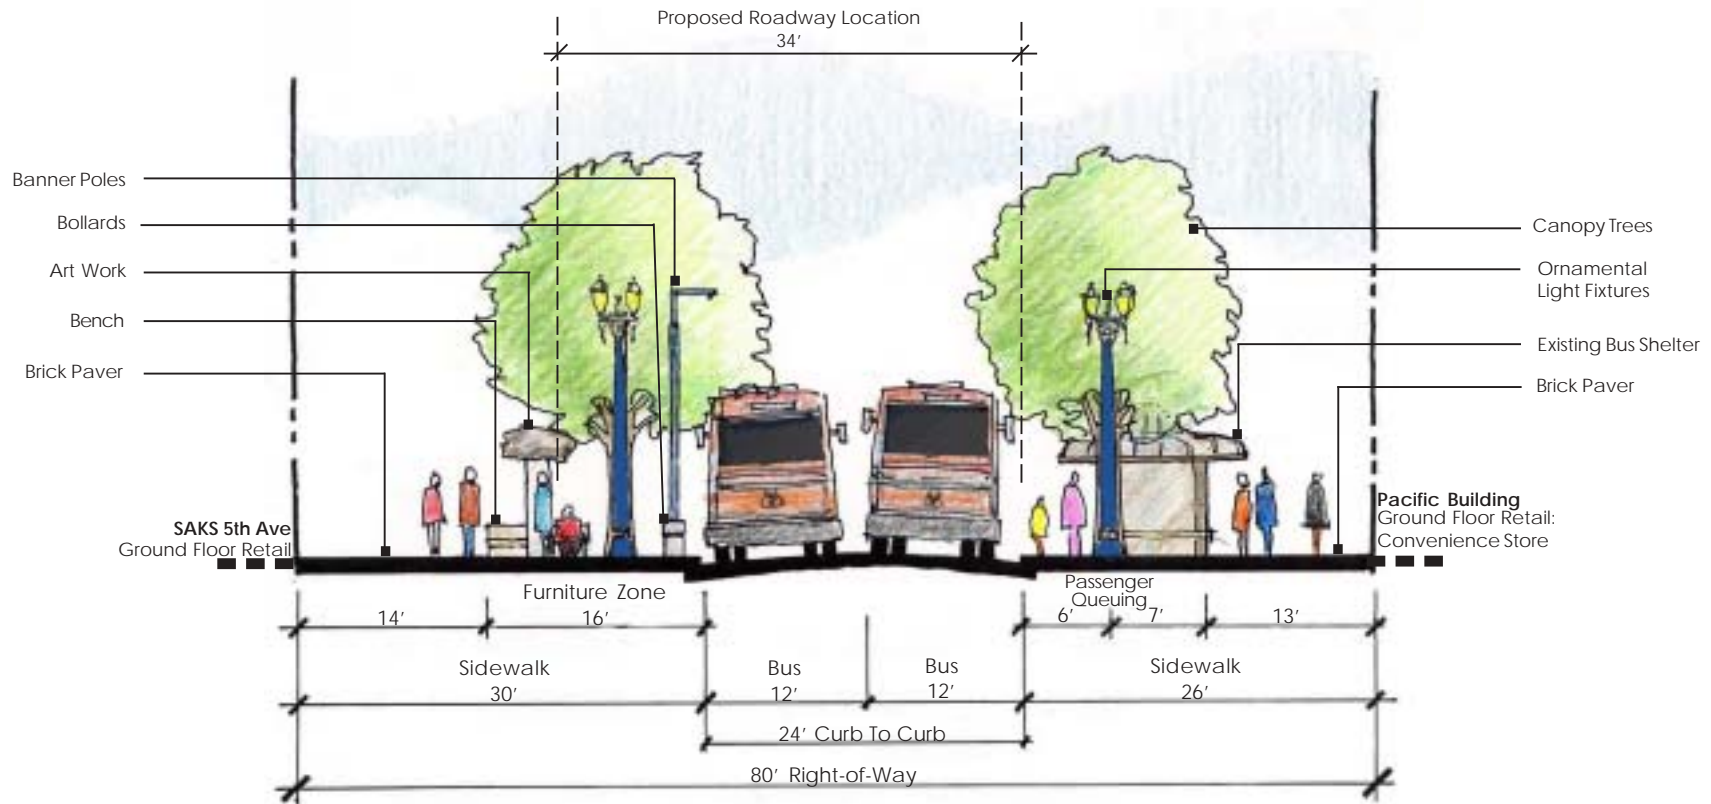 Proposed Roadway Location
34'
Banner Poles
Bollards
Art Work
Bench
Brick Paver
Canopy Trees
Ornamental
Light Fixtures
Existing Bus Shelter
Brick Paver
SAKS 5th Ave
Ground Floor Retail
Pacific Building
Ground Floor Retail:
Convenience Store
Furniture Zone
Passenger
Queuing
14'
16'
6'
7'
13'
Sidewalk
30'
Bus
12'
Bus
12'
Sidewalk
26'
24' Curb To Curb
80' Right-of-Way